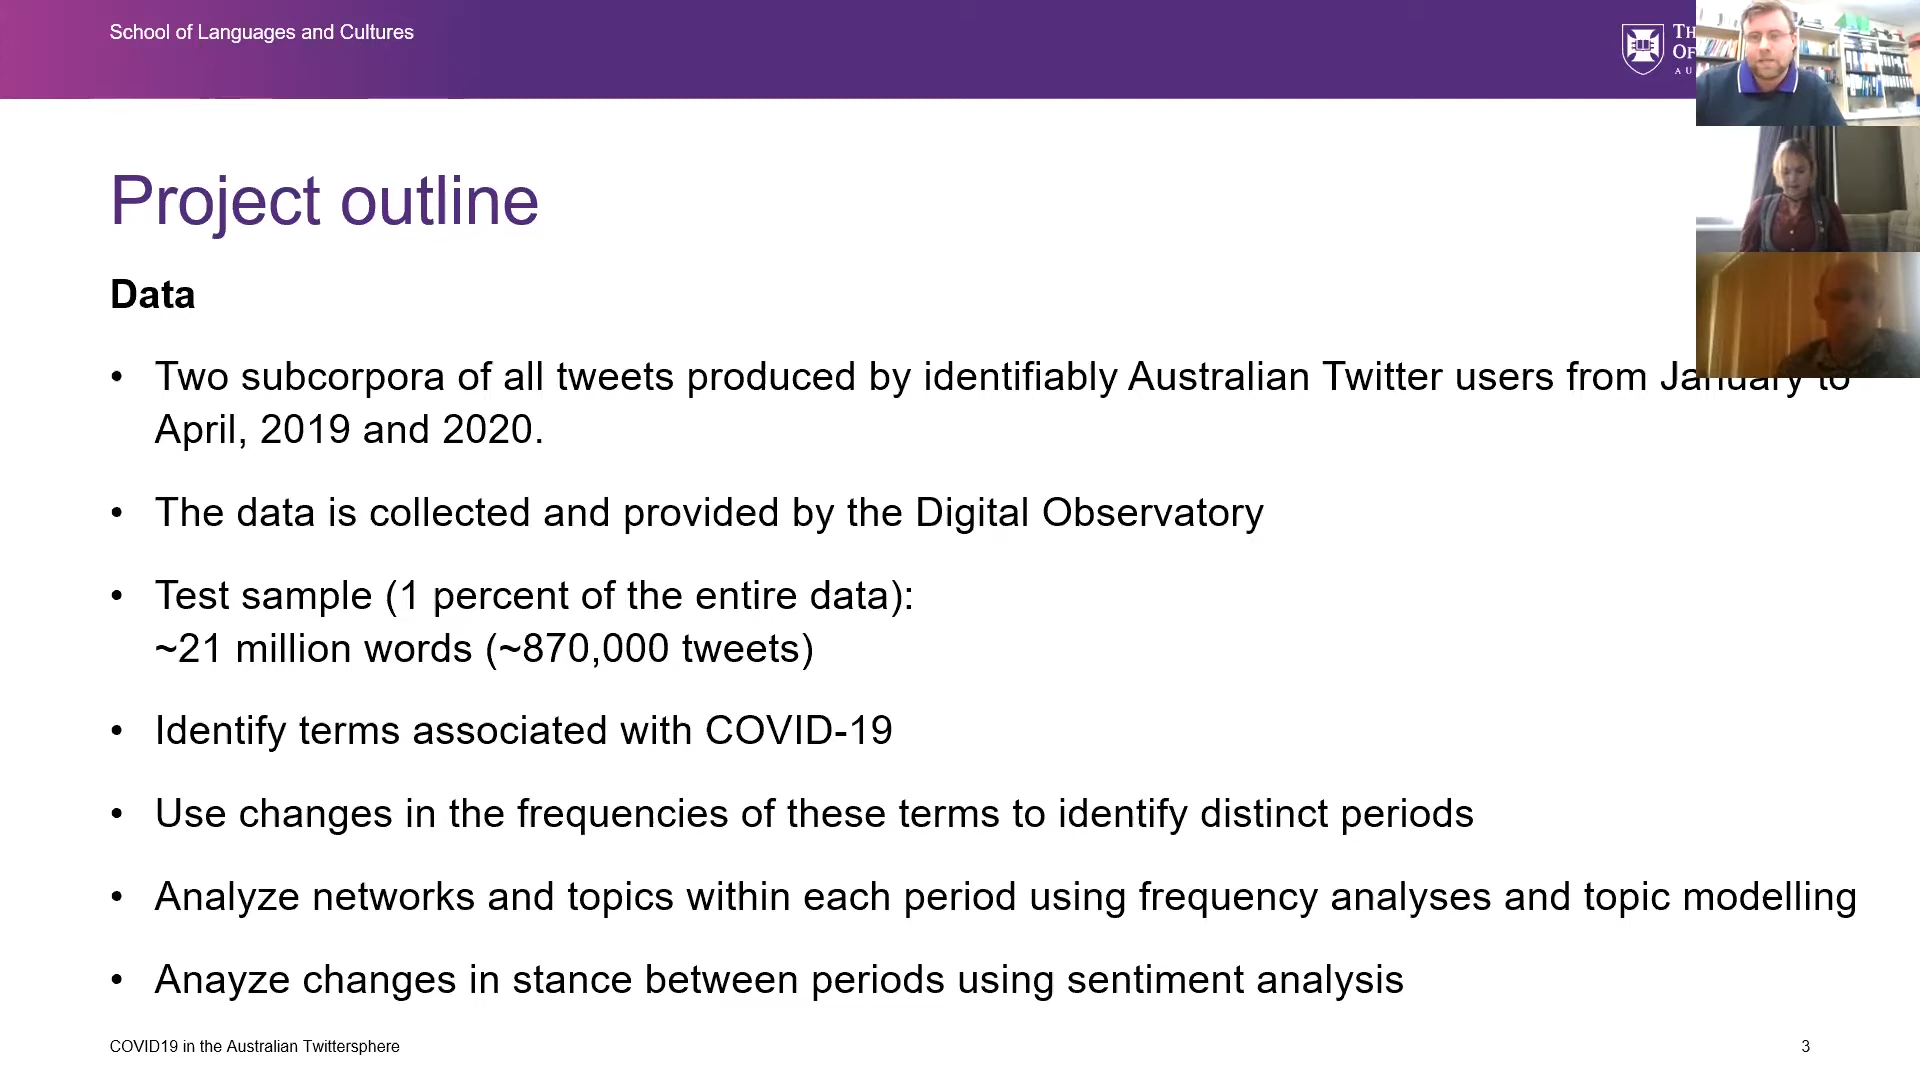 School of Languages and Cultures
Project outline
Data
• Two subcorpora of all tweets produced by identifiably Australian Twitter users from January to
April, 2019 and 2020.
• The data is collected and provided by the Digital Observatory
• Test sample (1 percent of the entire data):
~21 million words (~870,000 tweets)
• Identify terms associated with COVID-19
• Use changes in the frequencies of these terms to identify distinct periods
• Analyze networks and topics within each period using frequency analyses and topic modelling
• Anayze changes in stance between periods using sentiment analysis
COVID19 in the Australian Twittersphere
3